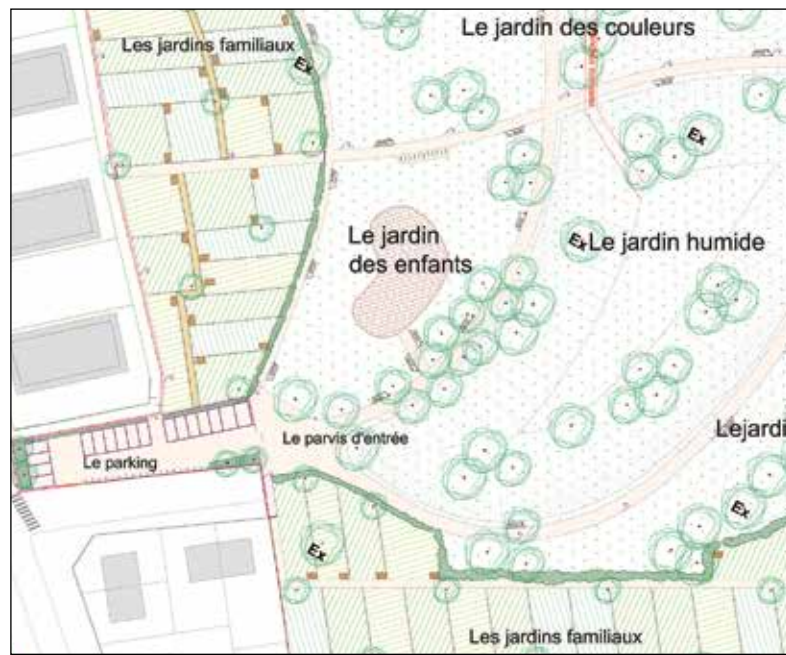 Le jardin des couleurs
Les jardins familiaux
Ex
Ex
Le jardin
des enfants
Ex
Le jardin humide
Le parvis d'entrée
Lejardi
Le parking
Ex
Ex
Les jardins familiaux